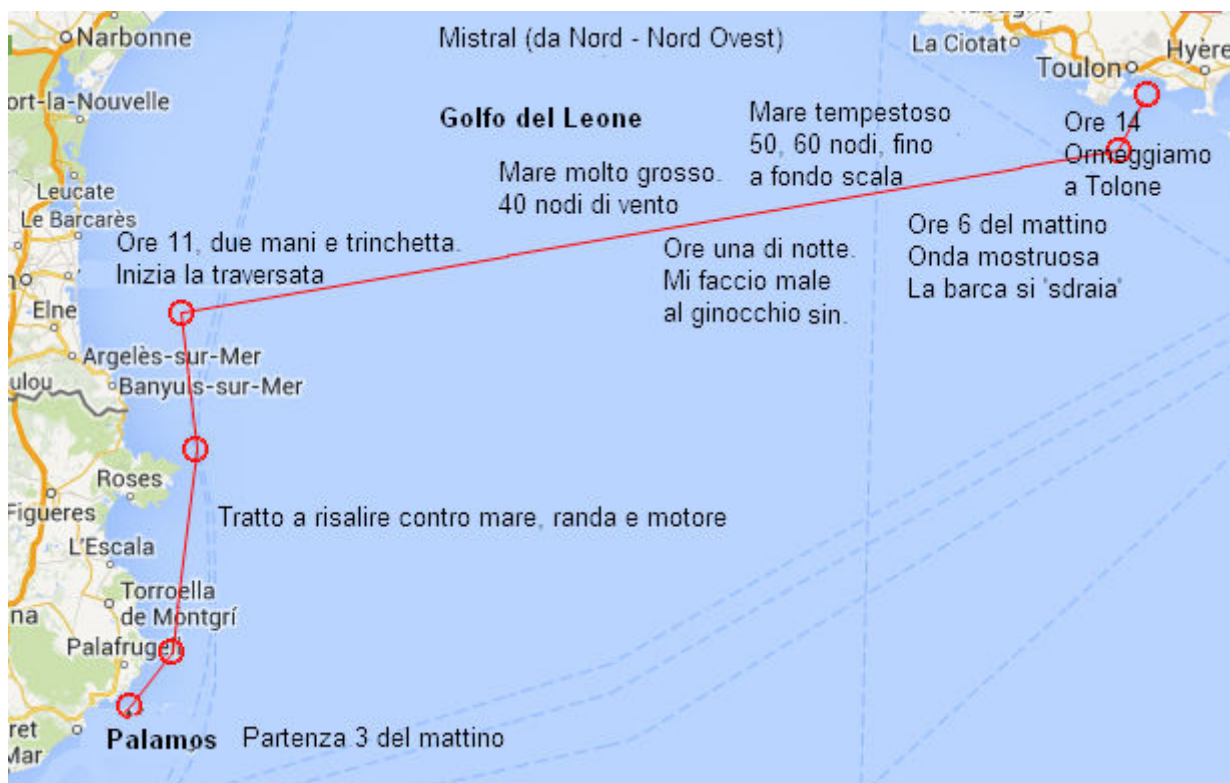 Narbonne
Mistral (da Nord - Nord Ovest)
La Ciotat
Hyère
Toulon
ort-la-Nouvelle
Golfo del Leone
Mare tempestoso
50, 60 nodi, fino
a fondo scala
Ore 14
Ormeggiamo
a Tolone
Mare molto grosso.
40 nodi di vento
Leucate
Le Barcarès
Ore 11, due mani e trinchetta.
Inizia la traversata
Ore una di notte.
Mi faccio male
al ginocchio sin.
Ore 6 del mattino
Onda mostruosa
La barca si 'sdraia'
Elne
Argelès-sur-Mer
Banyuls-sur-Mer
oulou
Roses
Figueres
Tratto a risalire contro mare, randa e motore
L'Escala
Torroella
de Montgrí
na
Palafrugell
Palamos
Partenza 3 del mattino
ret
Mar